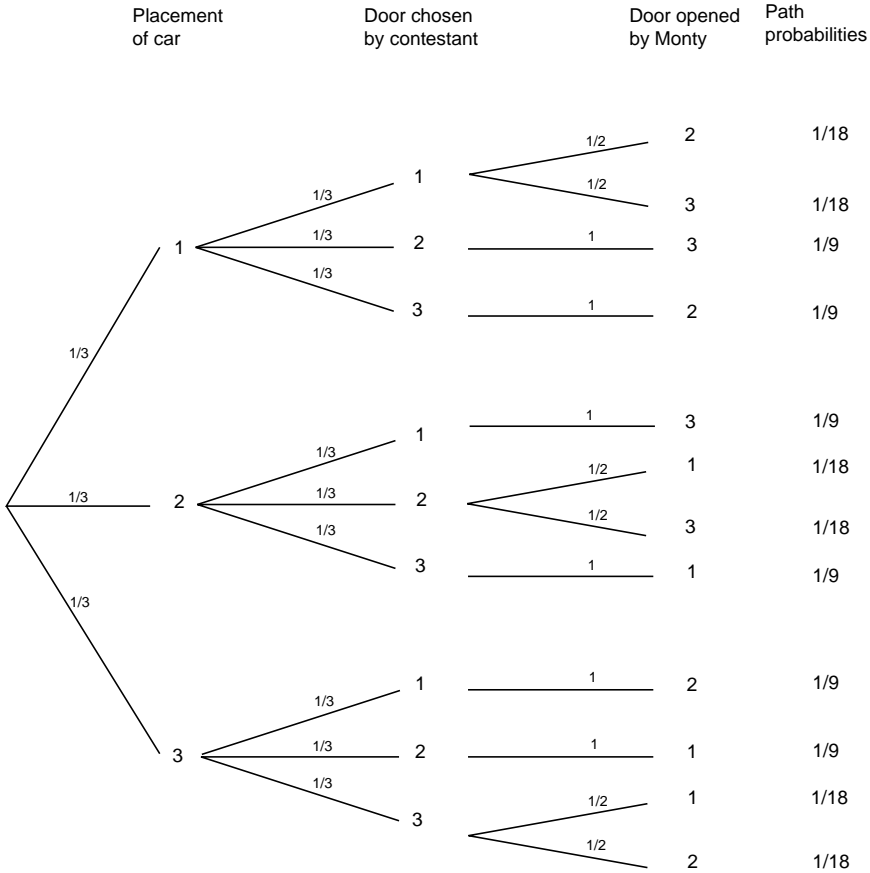 Placement of car
Door chosen by contestant
Door opened by Monty
Path probabilities
1/2 2 1/18
1 1/3 1/2 3 1/18
1 1/3 2 1 3 1/9
1/3 3 1 2 1/9
1/3
1 1 3 1/9
1/3 1/2 1 1/18
1/3 2 1/3 2
1/2 3 1/18
1/3 3 1 1 1/9
1/3
1/3 1 1 2 1/9
3 1/3 2 1 1 1/9
1/3 3 1/2 1 1/18
1/2 2 1/18